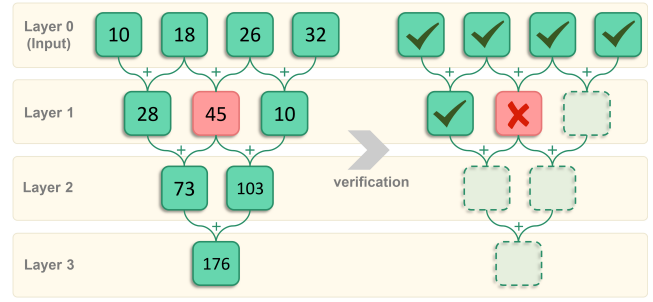 Layer 0
(Input)
10 18 26 32
+ + + + + +
Layer 1
28 45 10
+ + + +
verification
Layer 2
73 103
+ +
Layer 3
176